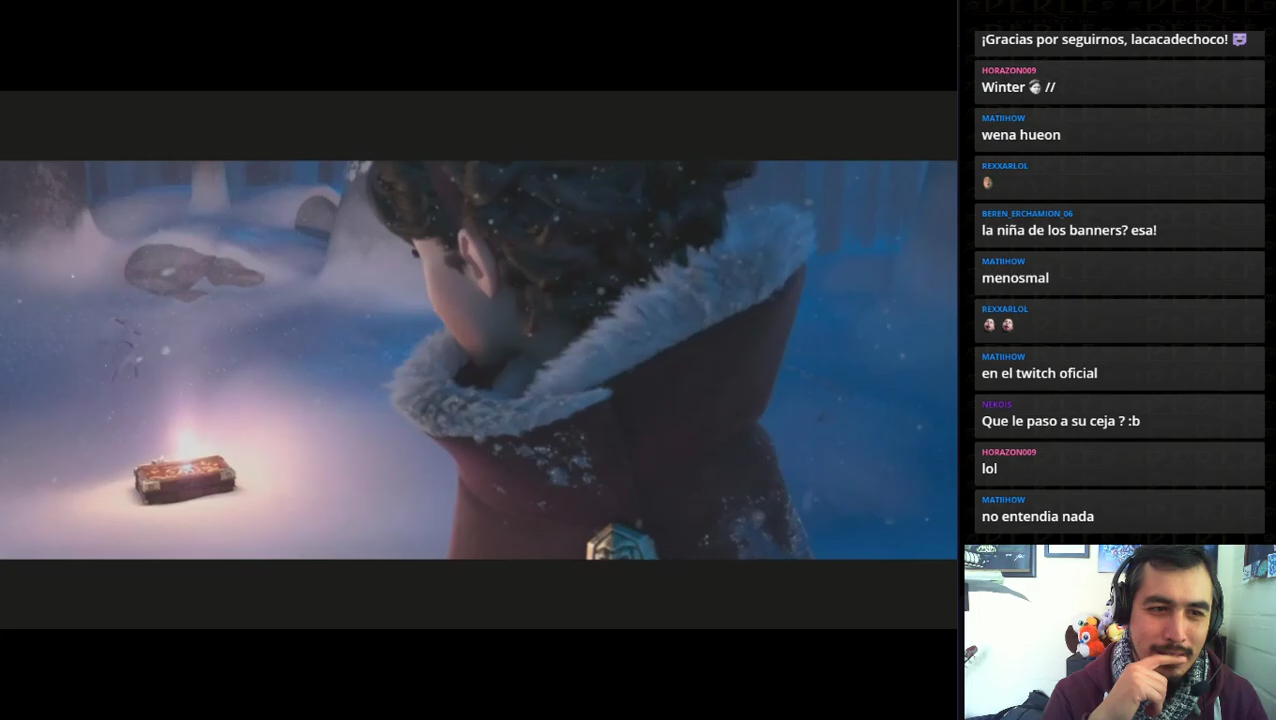 ¡Gracias por seguirnos, lacacadechoco!
HORAZON009
Winter //
MATIIHOW
wena hueon
REXXARLOL
BEREN_ERCHAMION_06
la niña de los banners? esa!
MATIIHOW
menosmal
REXXARLOL
MATIIHOW
en el twitch oficial
NEKOIS
Que le paso a su ceja ? :b
HORAZON009
lol
MATIIHOW
no entendia nada